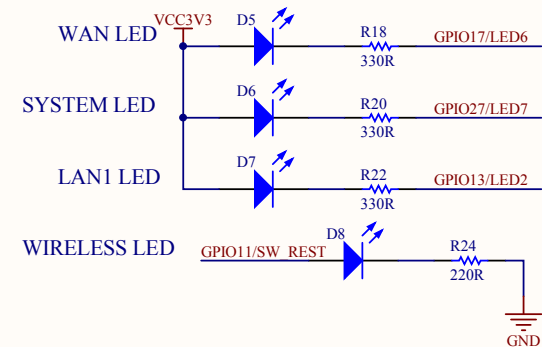 VCC3V3
WAN LED
D5
R18
330R
GPIO17/LED6
SYSTEM LED
D6
R20
330R
GPIO27/LED7
LAN1 LED
D7
R22
330R
GPIO13/LED2
WIRELESS LED
GPIO11/SW_REST
D8
R24
220R
GND